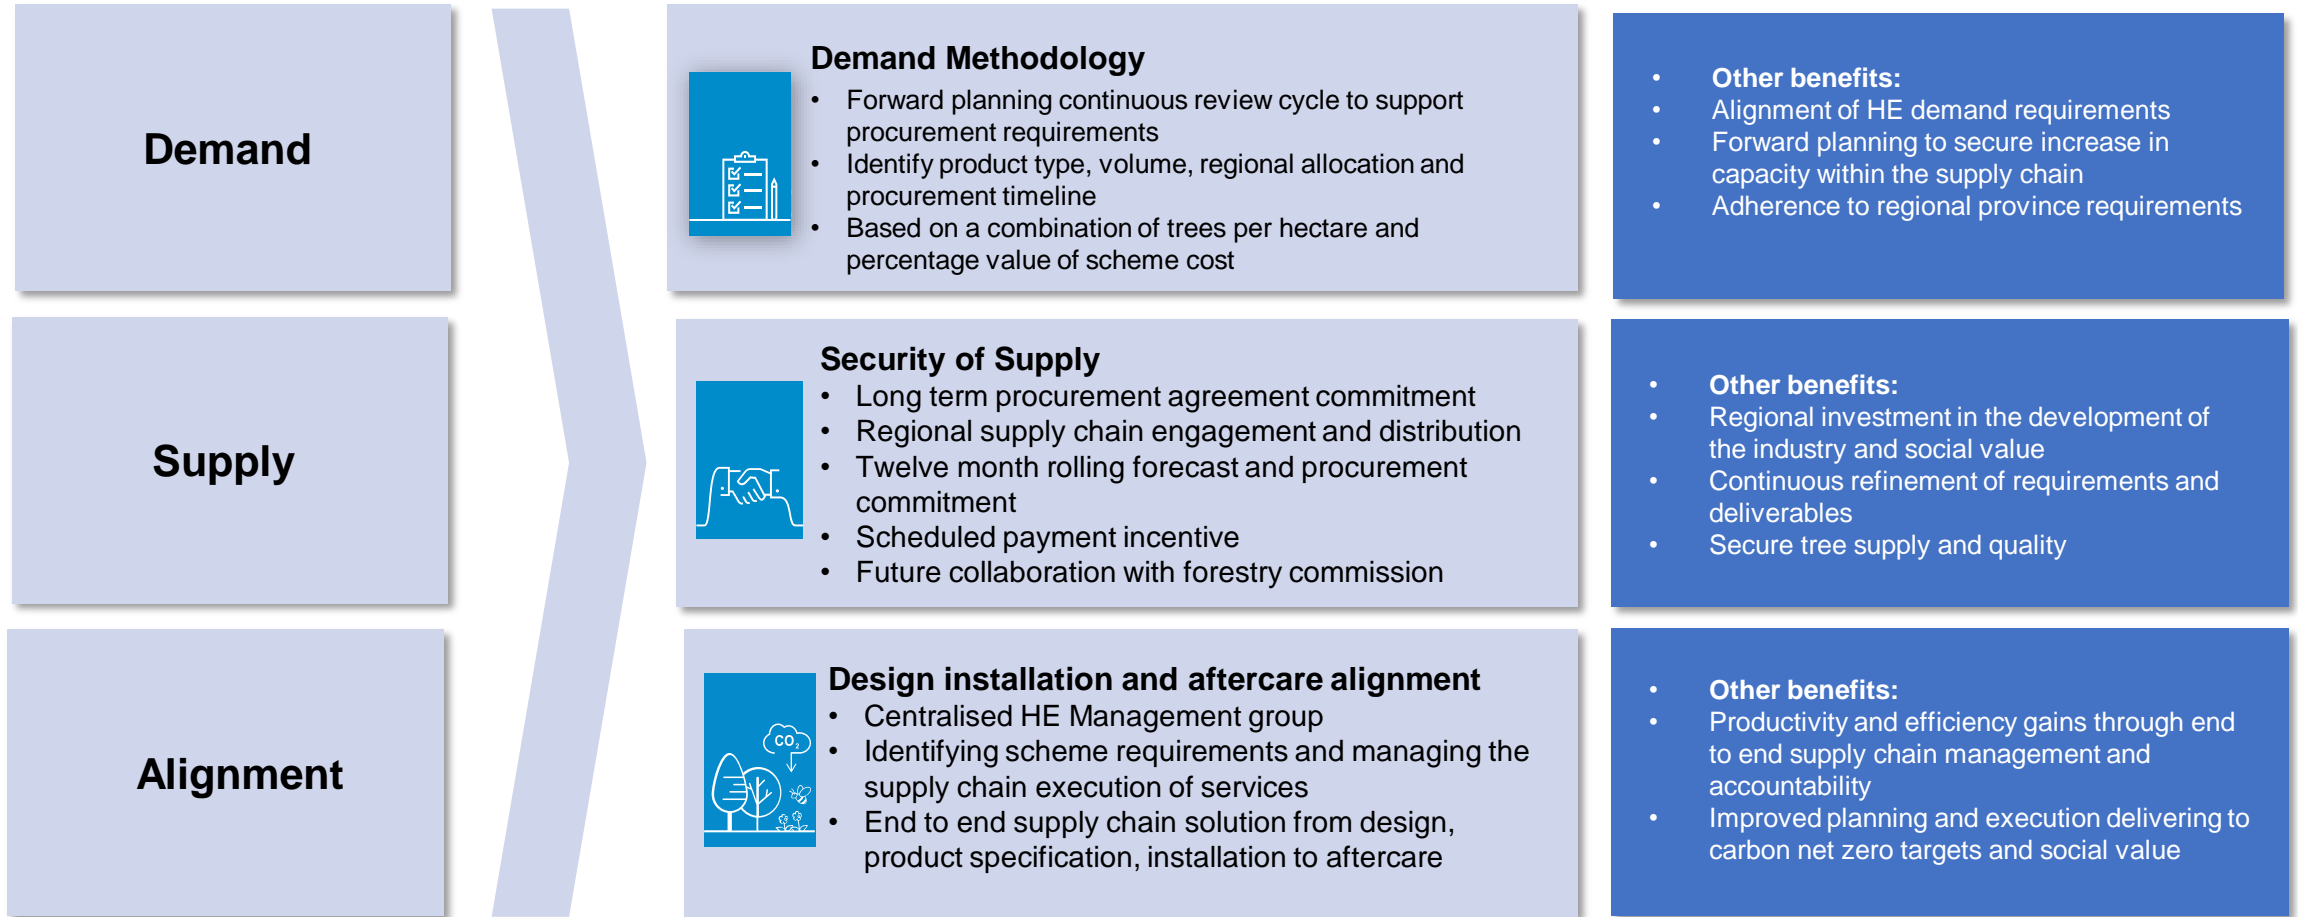 Demand
Demand Methodology
• Forward planning continuous review cycle to support
procurement requirements
• Identify product type, volume, regional allocation and
procurement timeline
• Based on a combination of trees per hectare and
percentage value of scheme cost
• Other benefits:
• Alignment of HE demand requirements
• Forward planning to secure increase in
capacity within the supply chain
• Adherence to regional province requirements
Supply
Security of Supply
• Long term procurement agreement commitment
• Regional supply chain engagement and distribution
• Twelve month rolling forecast and procurement
commitment
• Scheduled payment incentive
• Future collaboration with forestry commission
• Other benefits:
• Regional investment in the development of
the industry and social value
• Continuous refinement of requirements and
deliverables
• Secure tree supply and quality
Alignment
CO2
Design installation and aftercare alignment
• Centralised HE Management group
• Identifying scheme requirements and managing the
supply chain execution of services
• End to end supply chain solution from design,
product specification, installation to aftercare
• Other benefits:
• Productivity and efficiency gains through end
to end supply chain management and
accountability
• Improved planning and execution delivering to
carbon net zero targets and social value